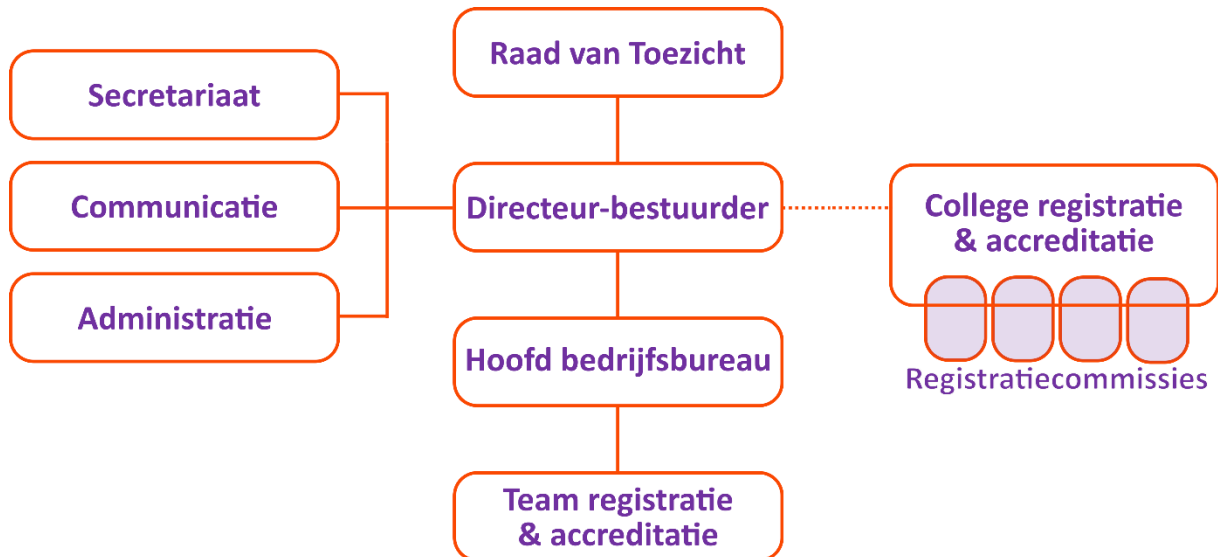 Raad van Toezicht
Secretariaat
Communicatie
Administratie
Directeur-bestuurder
College registratie
& accreditatie
Registratiecommissies
Hoofd bedrijfsbureau
Team registratie
& accreditatie